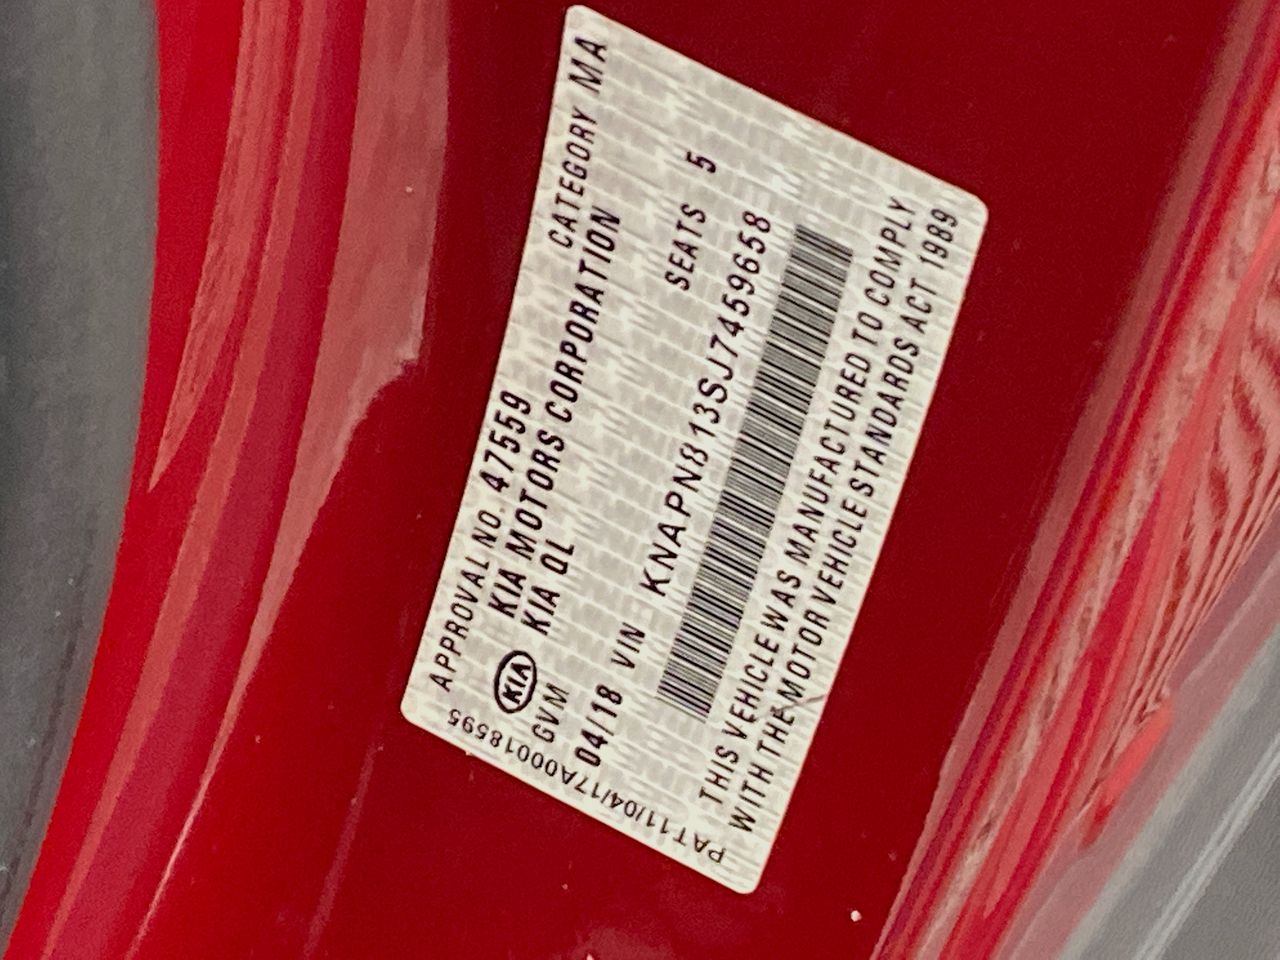 APPROVAL NO. 47559 CATEGORY MA
KIA MOTORS CORPORATION
KIA KIA QL
GVM SEATS 5
04/18 VIN KNAPN813SJ7459658
THIS VEHICLE WAS MANUFACTURED TO COMPLY
WITH THE MOTOR VEHICLE STANDARDS ACT 1989
PAT11/04/17A00018595